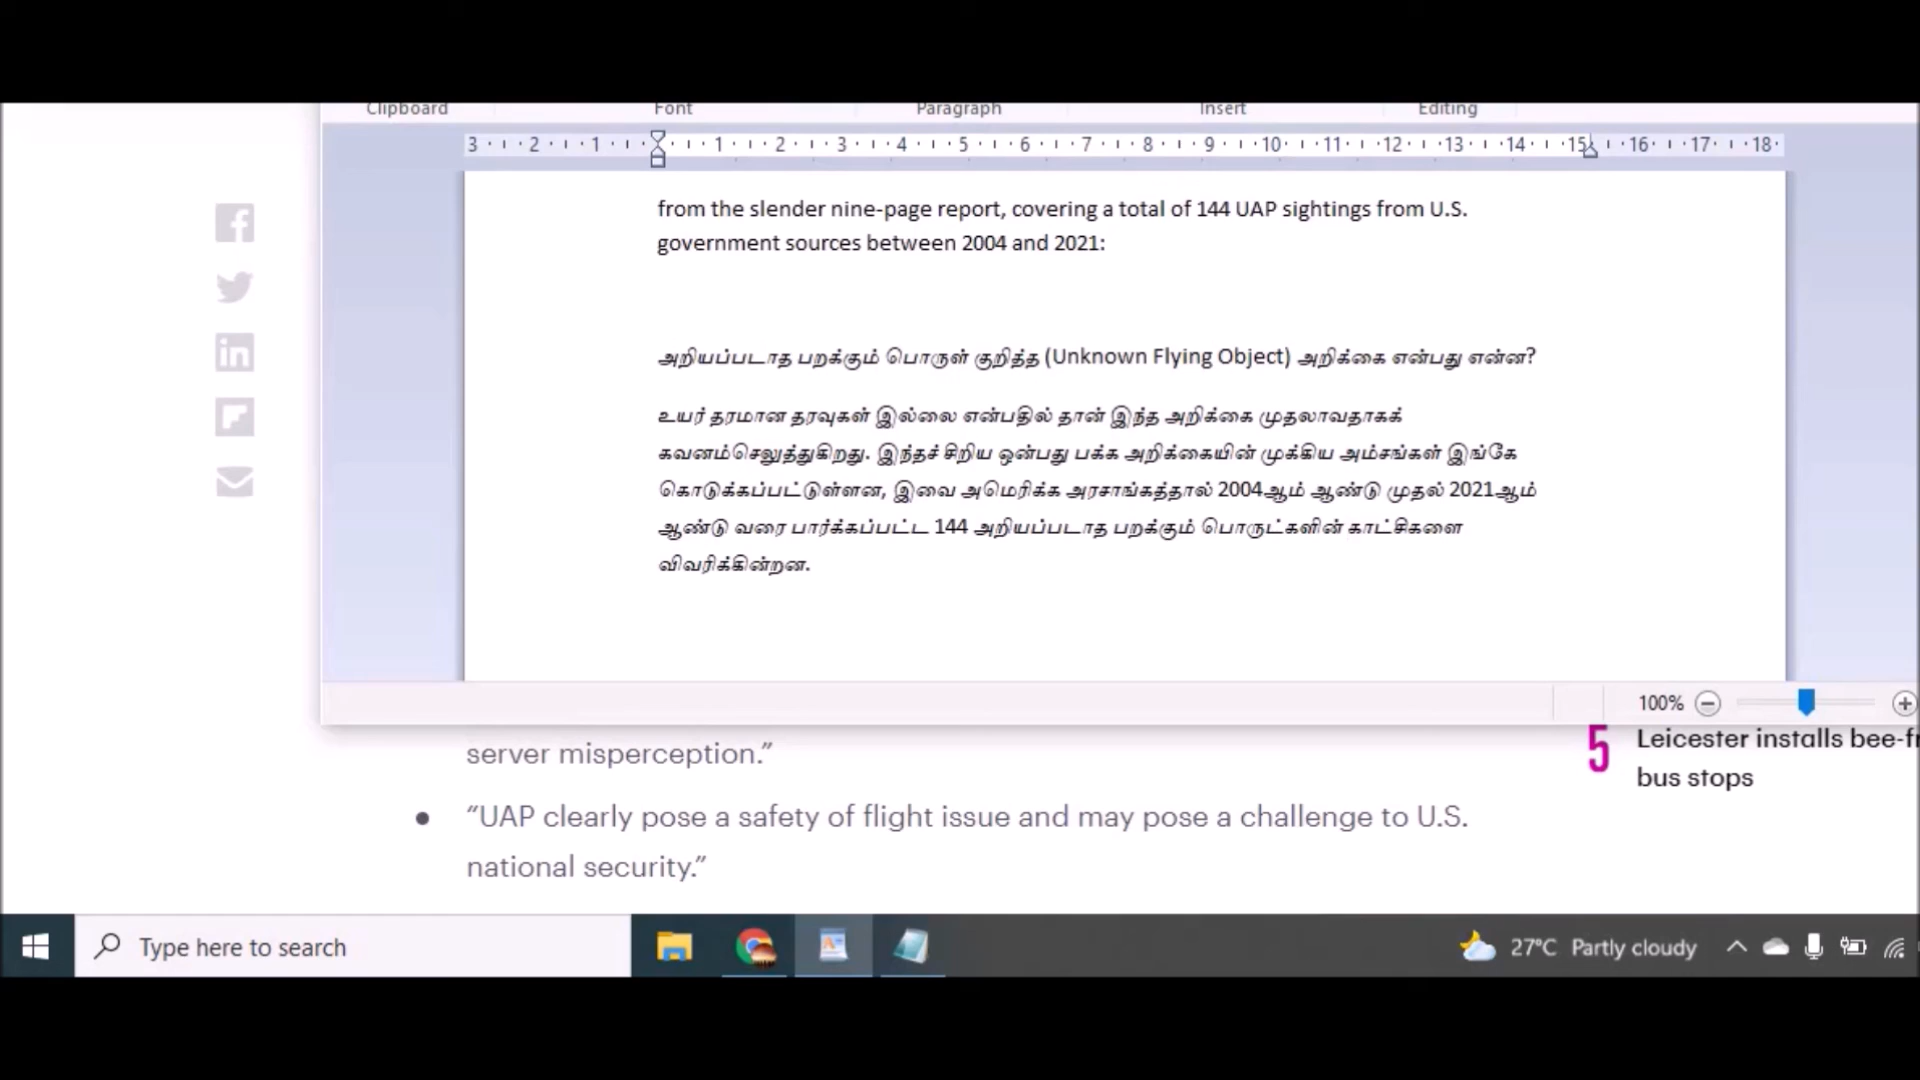 Clipboard Font Paragraph Insert Editing
3 2 1 1 2 3 4 5 6 7 8 9 10 11 12 13 14 15 16 17 18
from the slender nine-page report, covering a total of 144 UAP sightings from U.S.
government sources between 2004 and 2021:
அறியப்படாத பறக்கும் பொருள் குறித்த (Unknown Flying Object) அறிக்கை என்பது என்ன?
உயர் தரமான தரவுகள் இல்லை என்பதில் தான் இந்த அறிக்கை முதலாவதாகக்
கவனம்செலுத்துகிறது. இந்தச் சிறிய ஒன்பது பக்க அறிக்கையின் முக்கிய அம்சங்கள் இங்கே
கொடுக்கப்பட்டுள்ளன, இவை அமெரிக்க அரசாங்கத்தால் 2004ஆம் ஆண்டு முதல் 2021ஆம்
ஆண்டு வரை பார்க்கப்பட்ட 144 அறியப்படாத பறக்கும் பொருட்களின் காட்சிகளை
விவரிக்கின்றன.
100%
server misperception.”
“UAP clearly pose a safety of flight issue and may pose a challenge to U.S.
national security.”
5 Leicester installs bee-fr
bus stops
Type here to search
27°C Partly cloudy